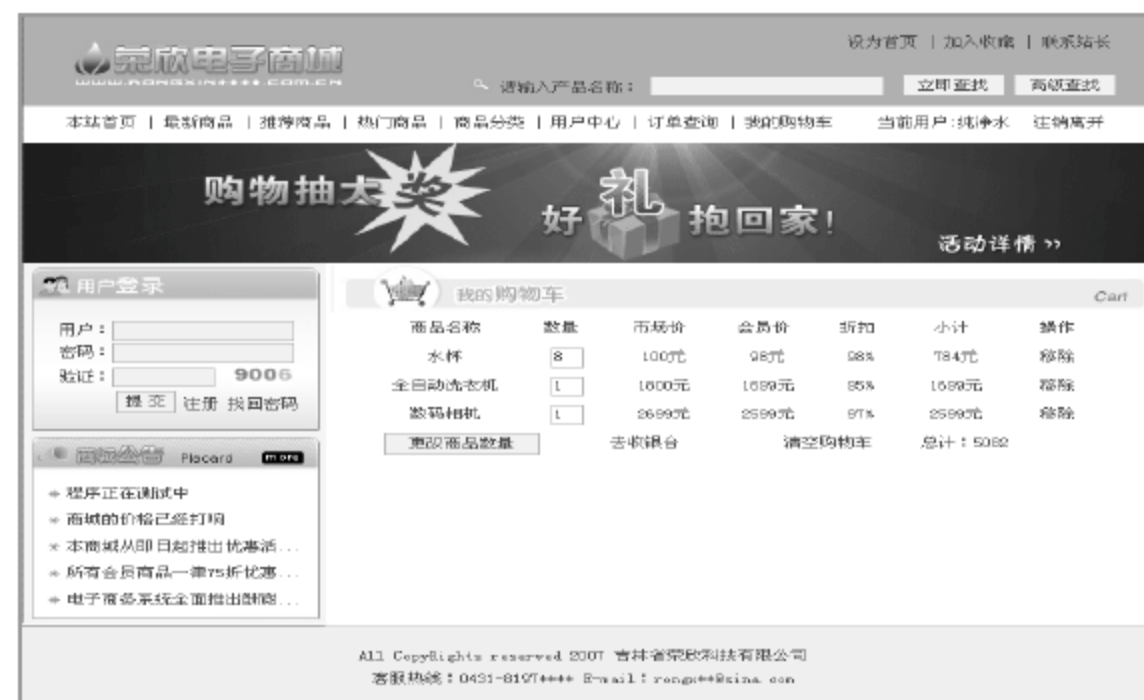 荣欣电子商城
设为首页 | 加入收藏 | 联系站长
请输入产品名称： 立即查找 高级查找
本站首页 | 最新商品 | 推荐商品 | 热门商品 | 商品分类 | 用户中心 | 订单查询 | 我的购物车 当前用户:纯净水 注销离开
购物抽大奖 好礼抱回家!
活动详情 >>
用户登录
用户：
密码：
验证： 9006
提 交 注册 找回密码
商城公告 Placard more
程序正在测试中
商城的价格已经打响
本商城从即日起推出优惠活...
所有会员商品一律75折优惠...
电子商务系统全面推出...
我的购物车 Cart
商品名称 数量 市场价 会员价 折扣 小计 操作
水杯 8 100元 98元 98% 784元 移除
全自动洗衣机 1 1699元 移除
数码相机 1 2699元 2599元 97% 2599元 移除
更改商品数量 去收银台 清空购物车 总计：5082
All CopyRights reserved 2007 吉林省荣欣科技有限公司
客服热线：0431-8197**** E-mail：rongx**@sina.com